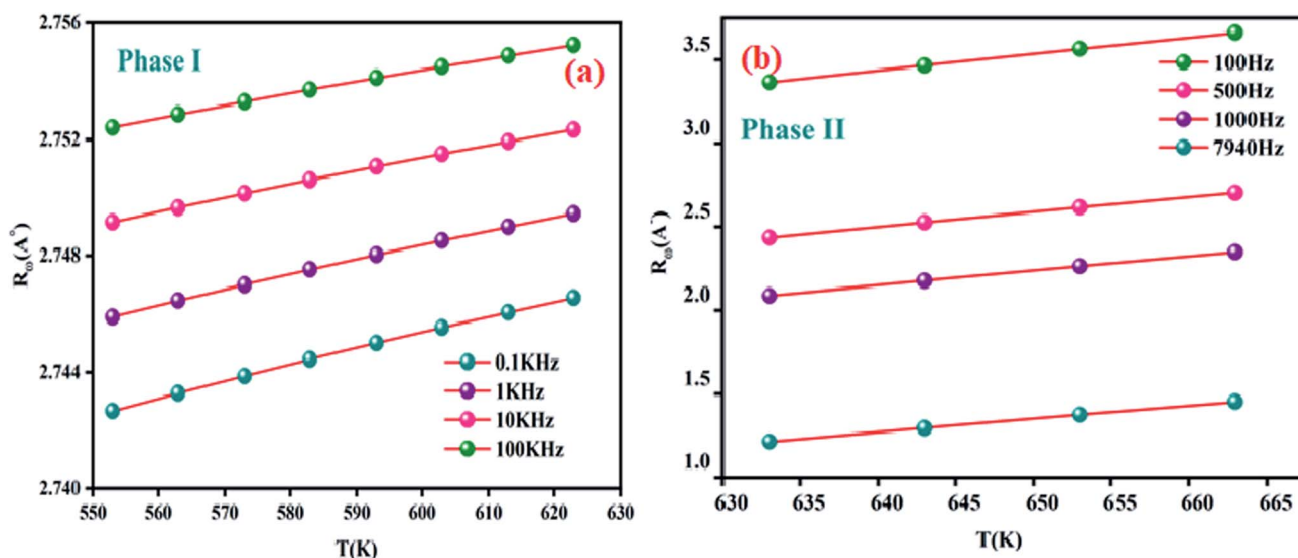 2.756
2.752
2.748
2.744
2.740
R_ω(A°)
Phase I
(a)
0.1KHz
1KHz
10KHz
100KHz
550 560 570 580 590 600 610 620 630
T(K)
3.5
3.0
2.5
2.0
1.5
1.0
R_ω(A°)
(b)
Phase II
100Hz
500Hz
1000Hz
7940Hz
630 635 640 645 650 655 660 665
T(K)